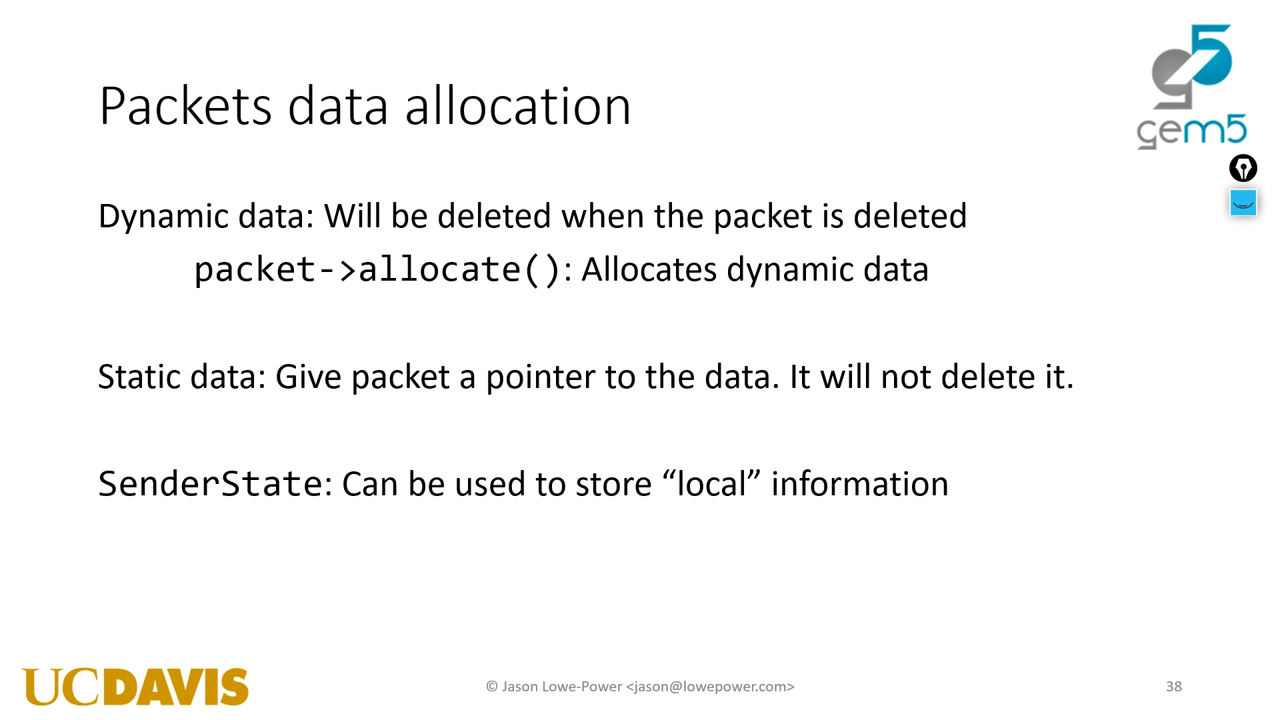 Packets data allocation
gem5
Dynamic data: Will be deleted when the packet is deleted
packet->allocate(): Allocates dynamic data
Static data: Give packet a pointer to the data. It will not delete it.
SenderState: Can be used to store “local” information
UCDAVIS
© Jason Lowe-Power <jason@lowepower.com>
38